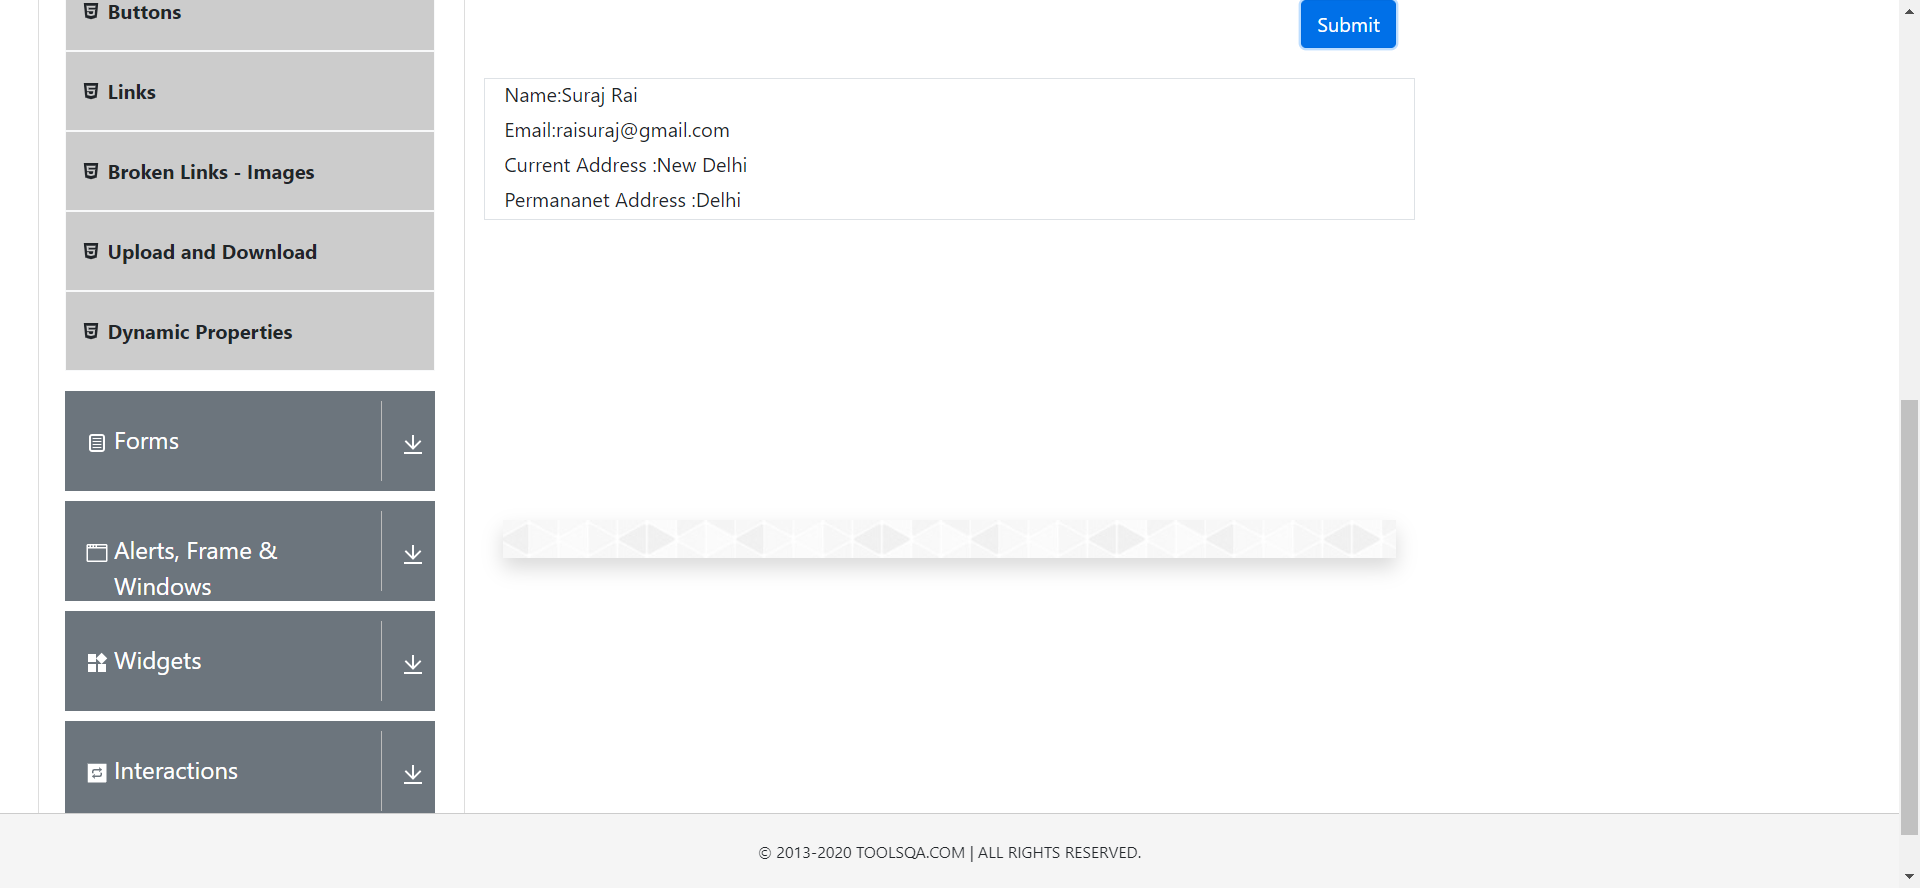 Buttons
Links
Broken Links - Images
Upload and Download
Dynamic Properties
Forms
Alerts, Frame &
Windows
Widgets
Interactions
Submit
Name:Suraj Rai
Email:raisuraj@gmail.com
Current Address :New Delhi
Permananet Address :Delhi
© 2013-2020 TOOLSQA.COM | ALL RIGHTS RESERVED.